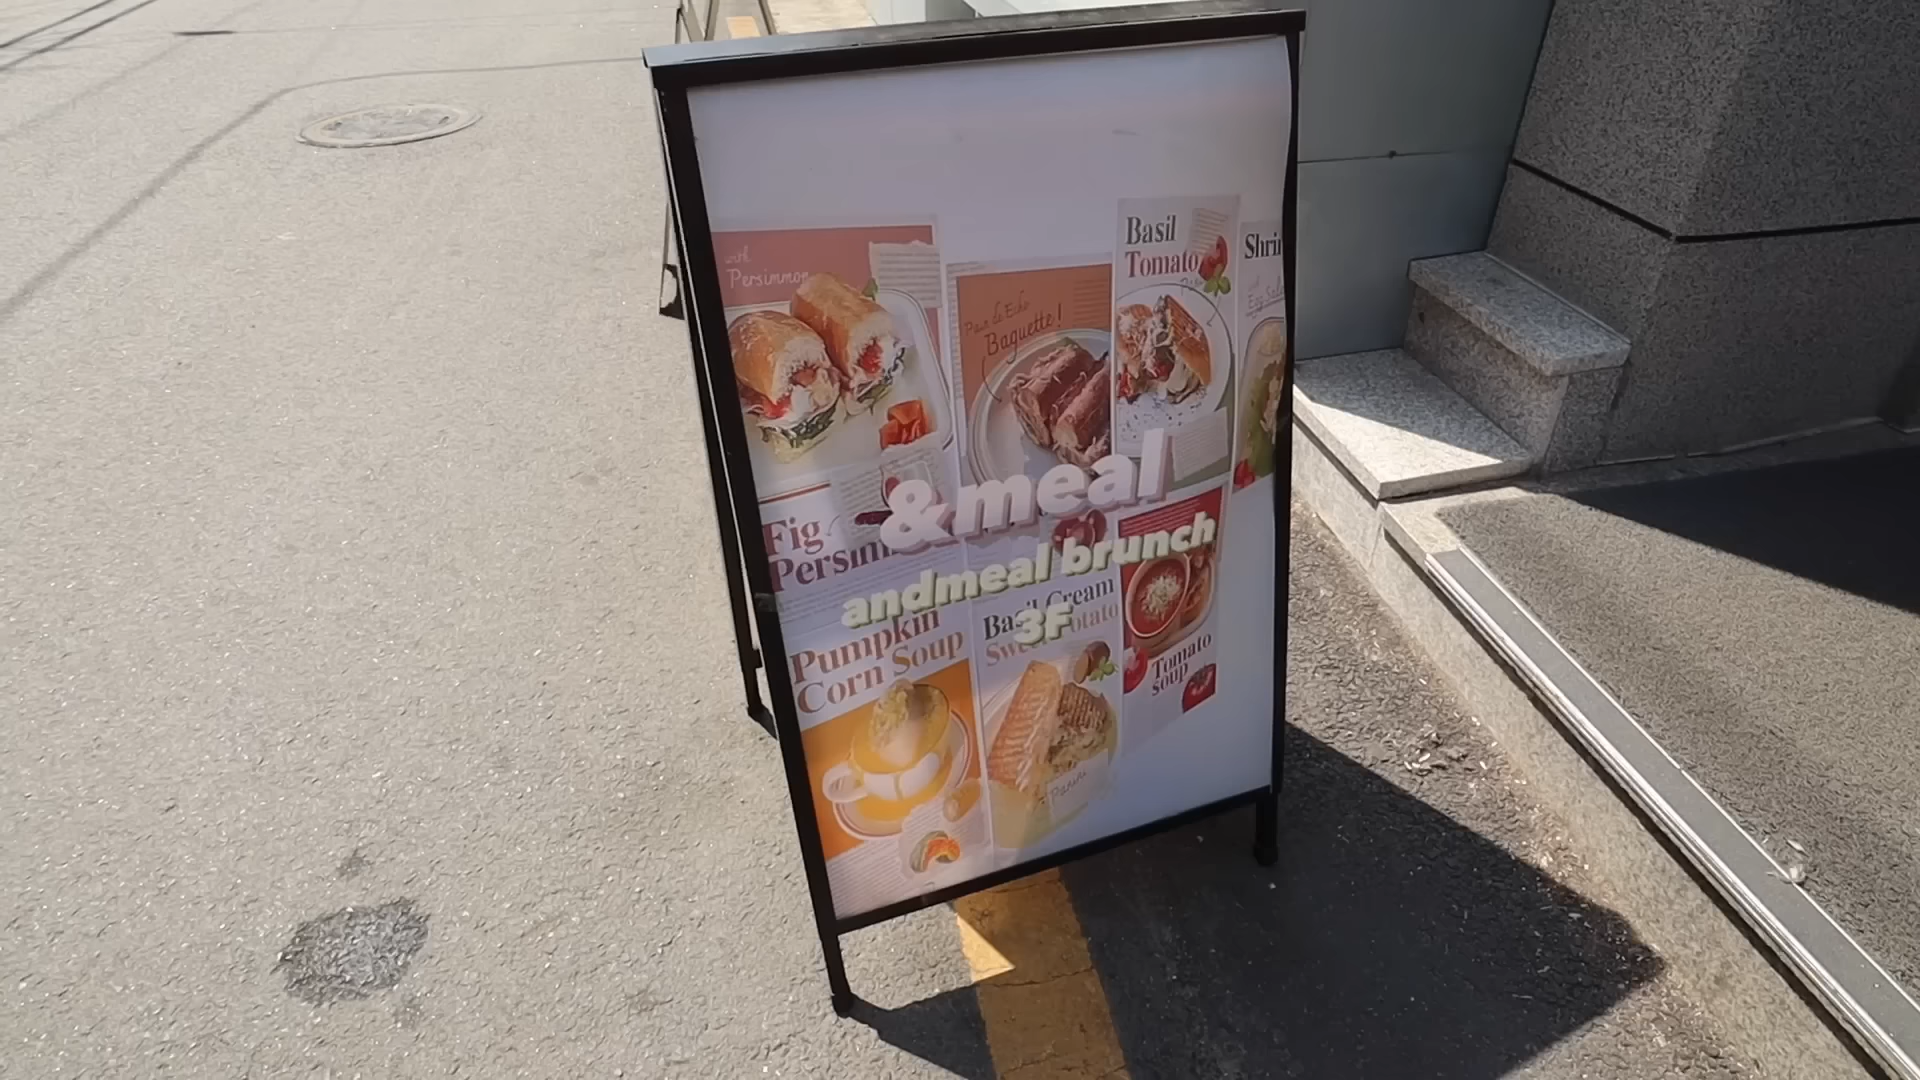 with
Persimmon
Baguette!
Basil
Tomato
Shri
Fig
Persim
&meal
andmeal brunch
3F
Pumpkin
Corn Soup
Basil Cream
Sweet Potato
Panini
Tomato
soup